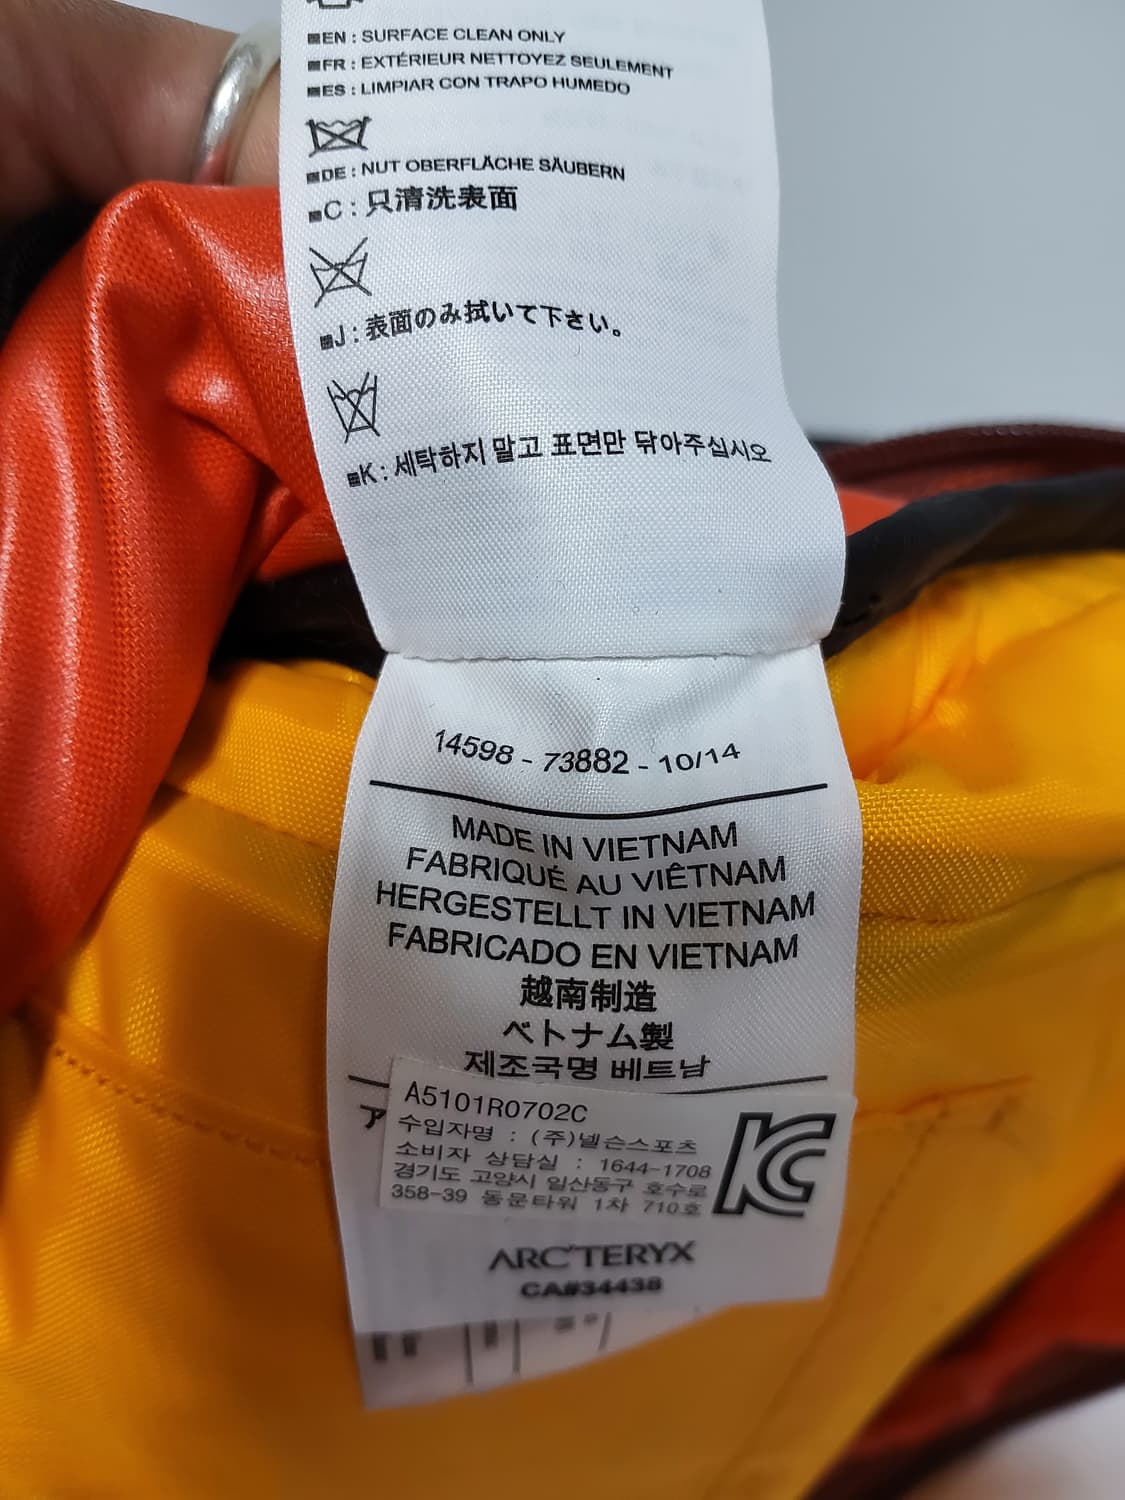 EN : SURFACE CLEAN ONLY
FR : EXTÉRIEUR NETTOYEZ SEULEMENT
ES : LIMPIAR CON TRAPO HUMEDO
DE : NUT OBERFLÄCHE SÄUBERN
C : 只清洗表面
J : 表面のみ拭いて下さい。
K : 세탁하지 말고 표면만 닦아주십시오
14598 - 73882 - 10/14
MADE IN VIETNAM
FABRIQUÉ AU VIÊTNAM
HERGESTELLT IN VIETNAM
FABRICADO EN VIETNAM
越南制造
ベトナム製
제조국명 베트남
ア
A5101R0702C
수입자명 : (주)넬슨스포츠
소비자 상담실 : 1644-1708
경기도 고양시 일산동구 호수로
358-39 동문타워 1차 710호
ARC'TERYX
CA#34438